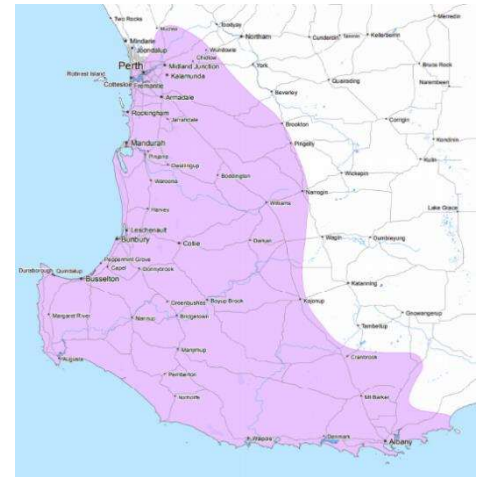 Two Rocks
Bodyay
Merredin
Muchea
Mindarie
Northam
Cunderdin
Tammin
Kellerberrin
Joondalup
Wundowie
Chidlow
Perth
Midland Junction
York
Bruce Rock
Rottnest Island
Kalamunda
Cottesloe
Fremantle
Quairading
Narembeen
Armadale
Beverley
Rockingham
Jarrahdale
Brookton
Corrigin
Mandurah
Pingelly
Kondinin
Pinjarra
Dwellingup
Kulin
Waroona
Boddington
Wickepin
Narrogin
Harvey
Williams
Lake Grace
Leschenault
Bunbury
Collie
Darkan
Wagin
Dumbleyung
Peppermint Grove
Dunsborough
Quindalup
Capel
Donnybrook
Busselton
Katanning
Greenbushes
Boyup Brook
Kojonup
Margaret River
Nannup
Bridgetown
Gnowangerup
Tambellup
Manjimup
Cranbrook
Augusta
Pemberton
Northcliffe
Mt Barker
Walpole
Denmark
Albany